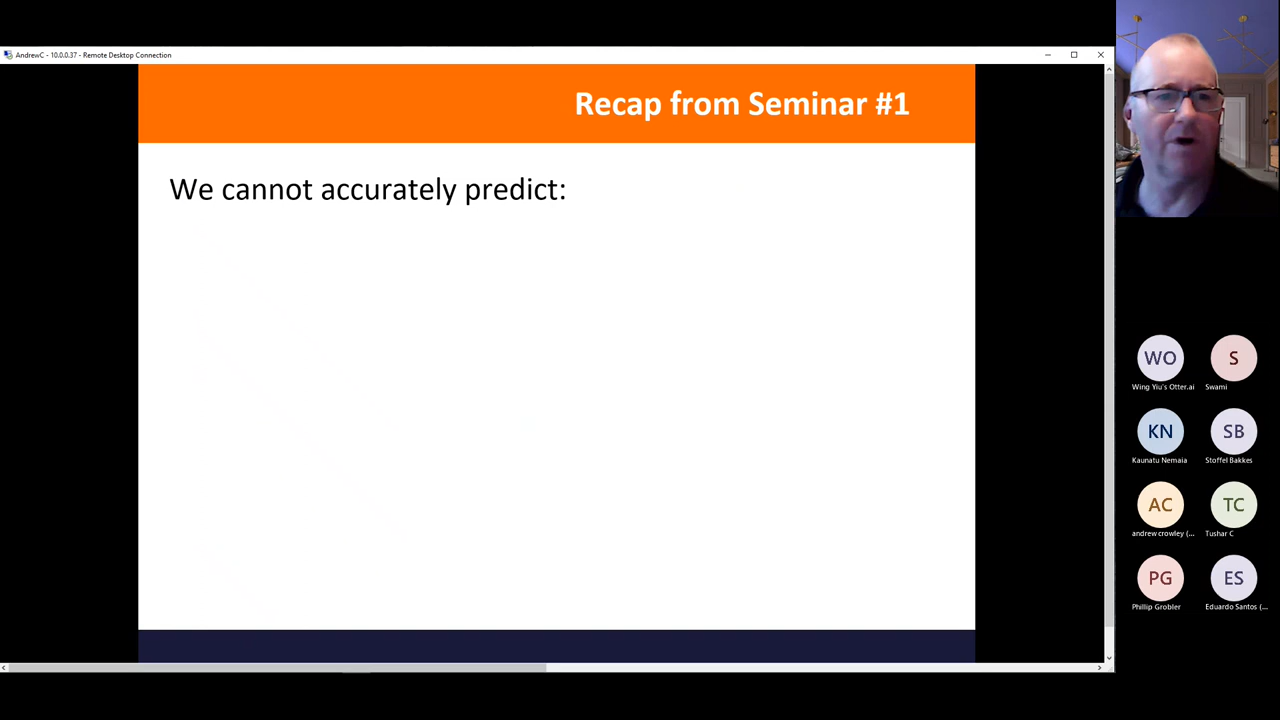 AndrewC - 10.0.0.37 - Remote Desktop Connection
Recap from Seminar #1
We cannot accurately predict:
WO
S
Wing Yiu's Otter.ai
Swami
KN
SB
Kaunatu Nemaia
Stoffel Bakkes
AC
TC
andrew crowley (...
Tushar C
PG
ES
Phillip Grobler
Eduardo Santos (...